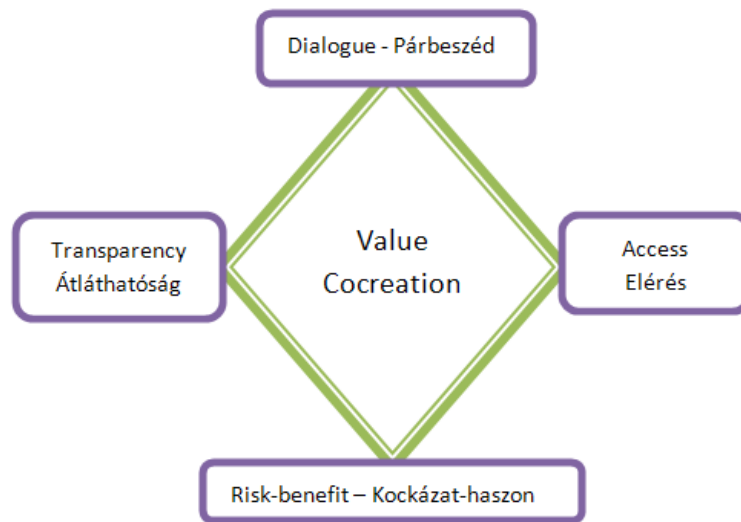 Dialogue - Párbeszéd
Transparency
Átláthatóság
Value
Cocreation
Access
Elérés
Risk-benefit – Kockázat-haszon